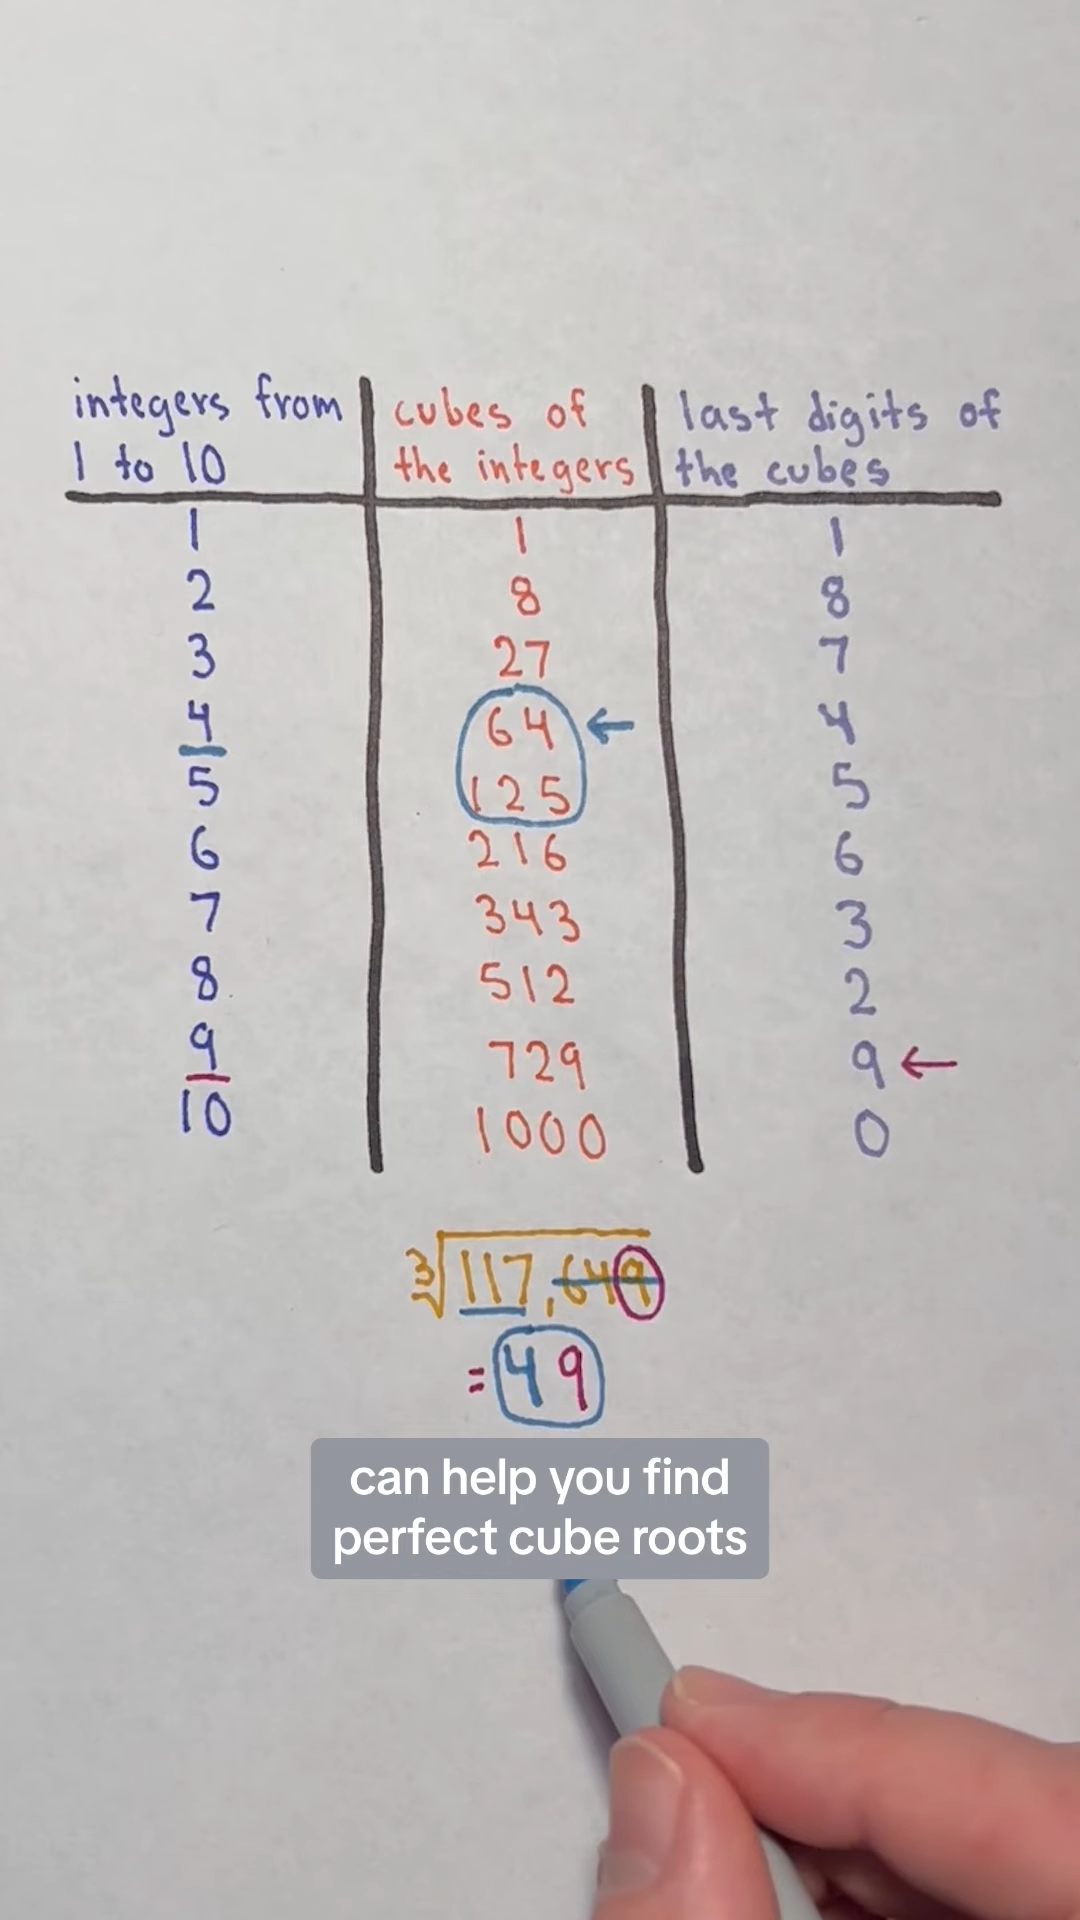 integers from
1 to 10
cubes of
the integers
last digits of
the cubes
1 1 1
2 8 8
3 27 7
4 64 ← 4
5 125 5
6 216 6
7 343 3
8 512 2
9 729 9 ←
10 1000 0
∛117,649
= 49
can help you find
perfect cube roots